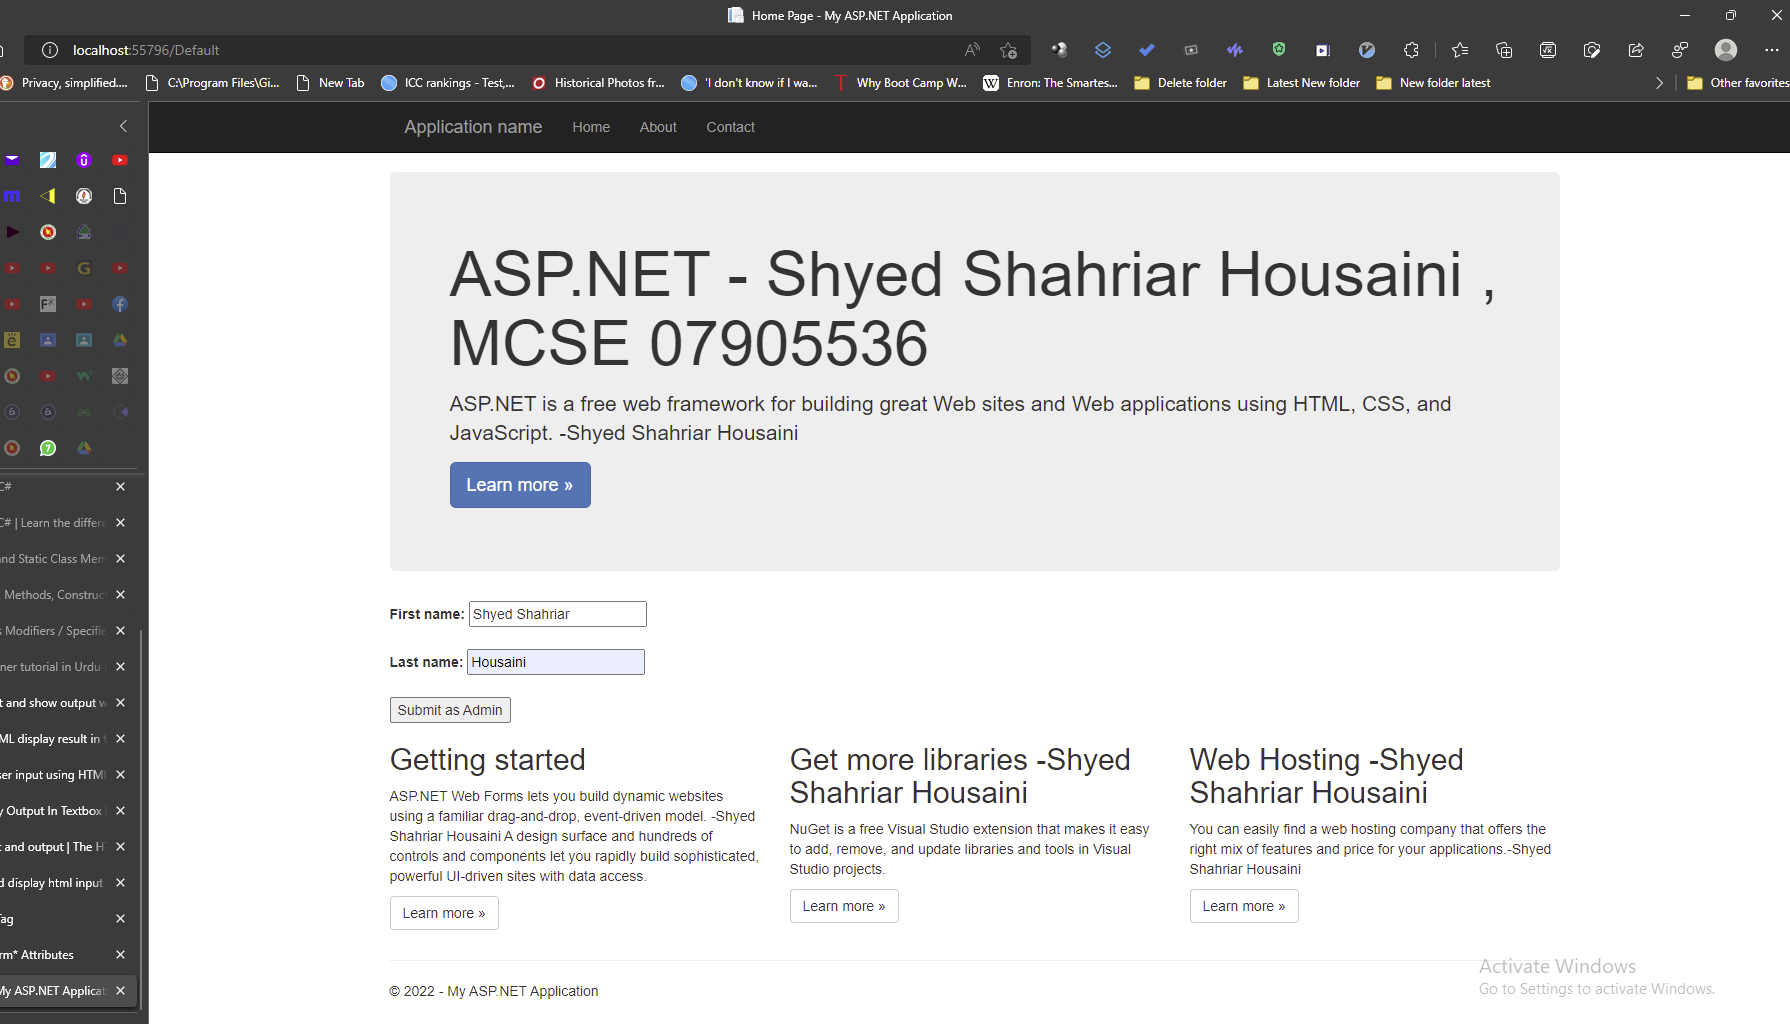 Home Page - My ASP.NET Application
localhost:55796/Default
Privacy, simplified.... C:\Program Files\Gi... New Tab ICC rankings - Test,... Historical Photos fr... 'I don't know if I wa... Why Boot Camp W... Enron: The Smartes... Delete folder Latest New folder New folder latest Other favorites
Application name Home About Contact
ASP.NET - Shyed Shahriar Housaini ,
MCSE 07905536
ASP.NET is a free web framework for building great Web sites and Web applications using HTML, CSS, and
JavaScript. -Shyed Shahriar Housaini
Learn more »
C#
C# | Learn the differe
and Static Class Mem
Methods, Construc
s Modifiers / Specifie
ner tutorial in Urdu
t and show output w
ML display result in t
ser input using HTML
y Output In Textbox
t and output | The H
d display html input
Tag
rm* Attributes
My ASP.NET Applicat
First name: Shyed Shahriar
Last name: Housaini
Submit as Admin
Getting started
ASP.NET Web Forms lets you build dynamic websites
using a familiar drag-and-drop, event-driven model. -Shyed
Shahriar Housaini A design surface and hundreds of
controls and components let you rapidly build sophisticated,
powerful UI-driven sites with data access.
Learn more »
Get more libraries -Shyed
Shahriar Housaini
NuGet is a free Visual Studio extension that makes it easy
to add, remove, and update libraries and tools in Visual
Studio projects.
Learn more »
Web Hosting -Shyed
Shahriar Housaini
You can easily find a web hosting company that offers the
right mix of features and price for your applications.-Shyed
Shahriar Housaini
Learn more »
© 2022 - My ASP.NET Application
Activate Windows
Go to Settings to activate Windows.